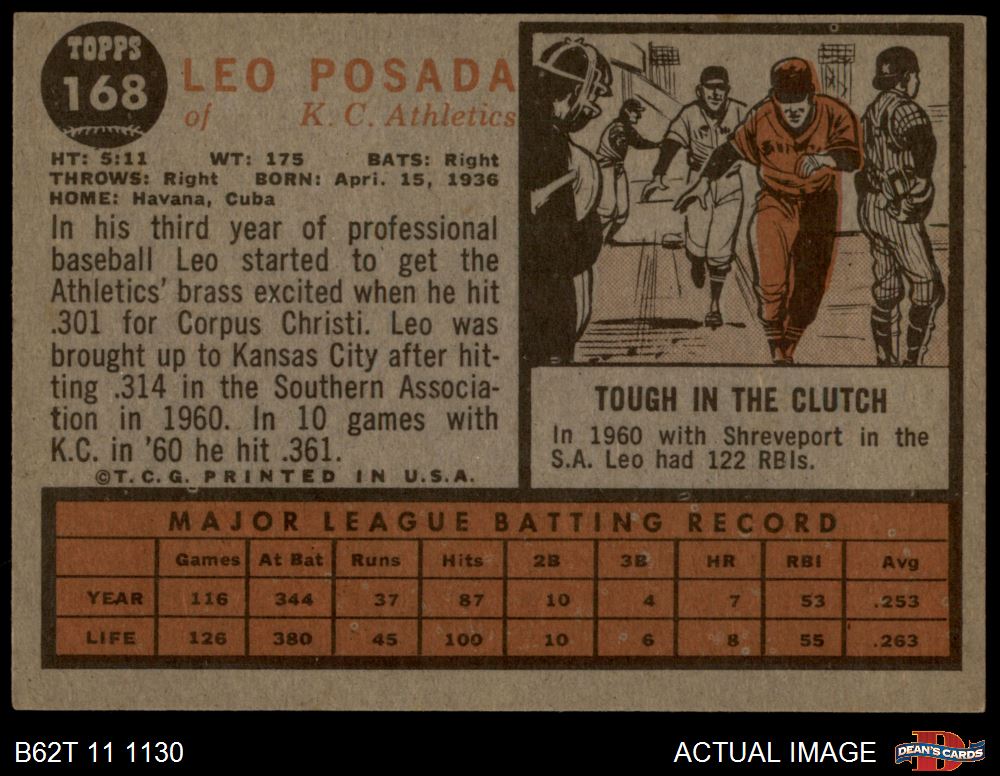 TOPPS
168
LEO POSADA
of K. C. Athletics
HT: 5:11 WT: 175 BATS: Right
THROWS: Right BORN: Apri. 15, 1936
HOME: Havana, Cuba
In his third year of professional
baseball Leo started to get the
Athletics' brass excited when he hit
.301 for Corpus Christi. Leo was
brought up to Kansas City after hit-
ting .314 in the Southern Associa-
tion in 1960. In 10 games with
K.C. in '60 he hit .361.
©T.C.G. PRINTED IN U.S.A.
TOUGH IN THE CLUTCH
In 1960 with Shreveport in the
S.A. Leo had 122 RBIs.
MAJOR LEAGUE BATTING RECORD
Games At Bat Runs Hits 2B 3B HR RBI Avg
YEAR 116 344 37 87 10 4 7 53 .253
LIFE 126 380 45 100 10 6 8 55 .263
B62T 11 1130
ACTUAL IMAGE
D
DEAN'S CARDS